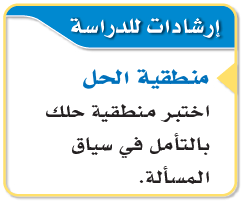 إرشادات للدراسة
منطقية الحل
اختبر منطقية حلك
بالتأمل في سياق
المسألة.